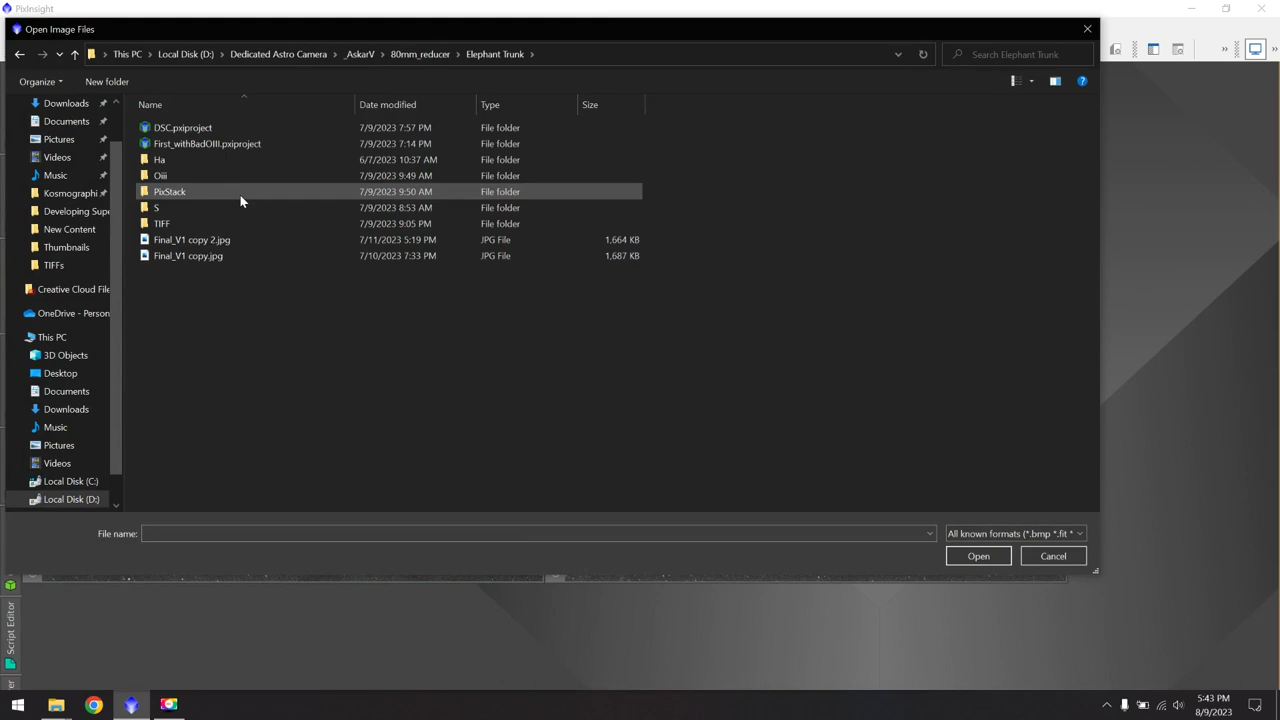 PixInsight
Open Image Files
This PC
Local Disk (D:)
Dedicated Astro Camera
_AskarV
80mm_reducer
Elephant Trunk
Search Elephant Trunk
Organize
New folder
Name
Date modified
Type
Size
Downloads
Documents
Pictures
Videos
Music
Kosmographi
Developing Supe
New Content
Thumbnails
TIFFs
Creative Cloud File
OneDrive - Person
This PC
3D Objects
Desktop
Documents
Downloads
Music
Pictures
Videos
Local Disk (C:)
Local Disk (D:)
DSC.pxiproject 7/9/2023 7:57 PM File folder
First_withBadOIII.pxiproject 7/9/2023 7:14 PM File folder
Ha 6/7/2023 10:37 AM File folder
Oiii 7/9/2023 9:49 AM File folder
PixStack 7/9/2023 9:50 AM File folder
S 7/9/2023 8:53 AM File folder
TIFF 7/9/2023 9:05 PM File folder
Final_V1 copy 2.jpg 7/11/2023 5:19 PM JPG File 1,664 KB
Final_V1 copy.jpg 7/10/2023 7:33 PM JPG File 1,687 KB
File name:
All known formats (*.bmp *.fit *
Open
Cancel
Script Editor
5:43 PM
8/9/2023